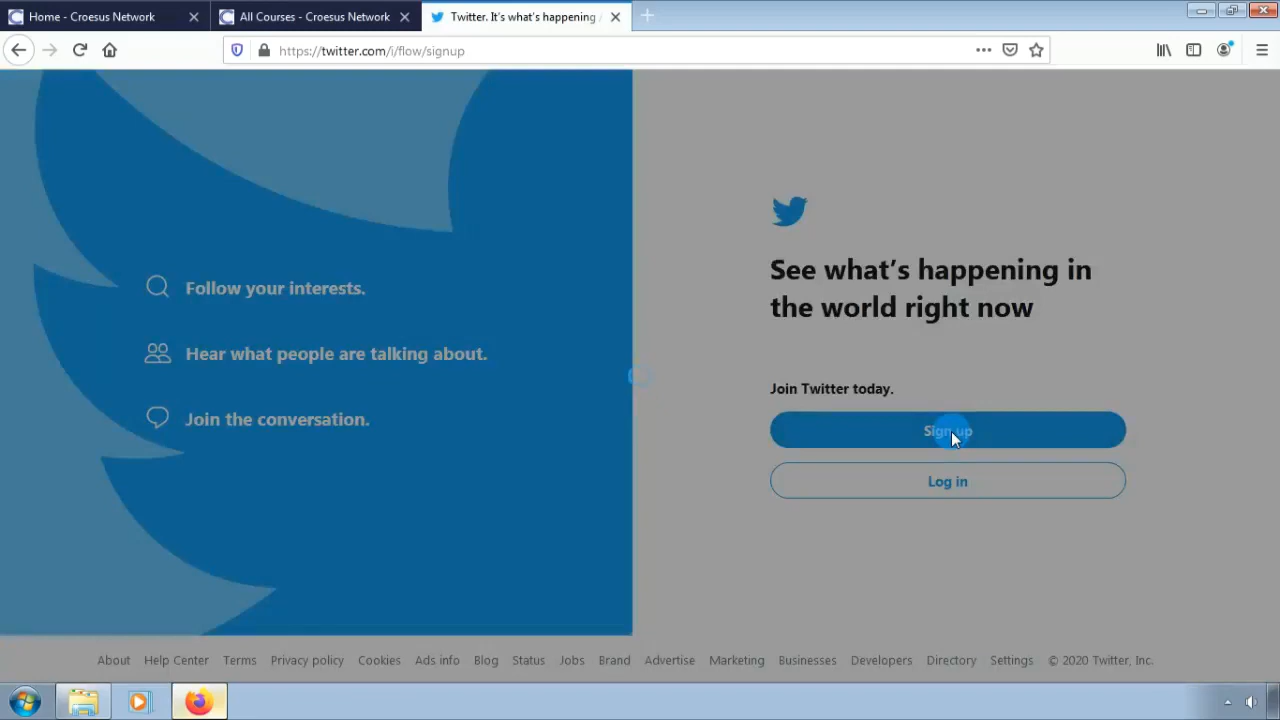 Home - Croesus Network
All Courses - Croesus Network
Twitter. It's what's happening
https://twitter.com/i/flow/signup
Follow your interests.
Hear what people are talking about.
Join the conversation.
See what's happening in
the world right now
Join Twitter today.
Sign up
Log in
About Help Center Terms Privacy policy Cookies Ads info Blog Status Jobs Brand Advertise Marketing Businesses Developers Directory Settings © 2020 Twitter, Inc.